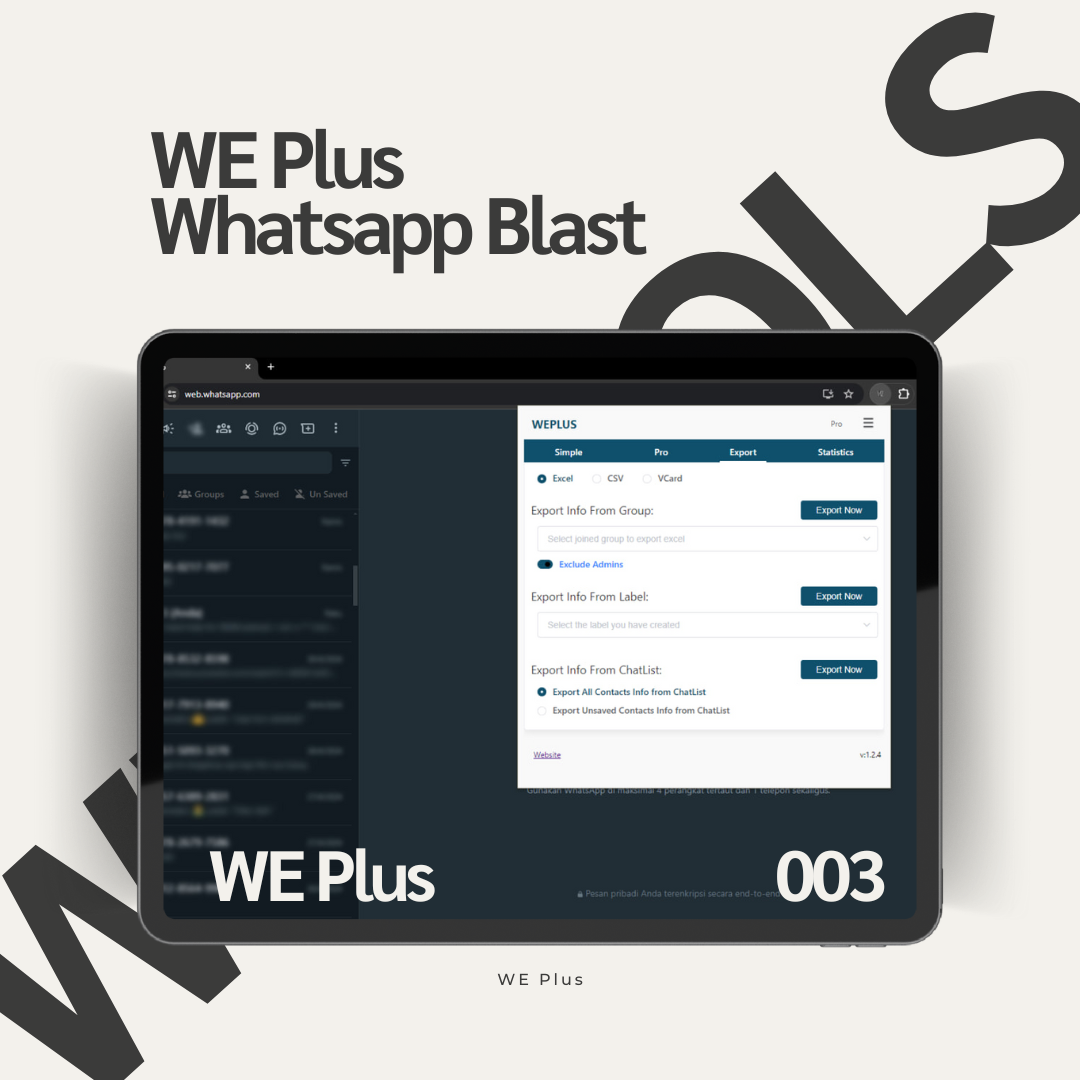 WE Plus
Whatsapp Blast
web.whatsapp.com
WEPLUS
Pro
Simple Pro Export Statistics
Excel CSV VCard
Export Info From Group:
Export Now
Select joined group to export excel
Exclude Admins
Export Info From Label:
Export Now
Select the label you have created
Export Info From ChatList:
Export Now
Export All Contacts Info from ChatList
Export Unsaved Contacts Info from ChatList
Website
v:1.2.4
Groups Saved Un Saved
Gunakan WhatsApp di maksimal 4 perangkat tertaut dan 1 telepon sekaligus.
Pesan pribadi Anda terenkripsi secara end-to-end
WE Plus
003
WE Plus